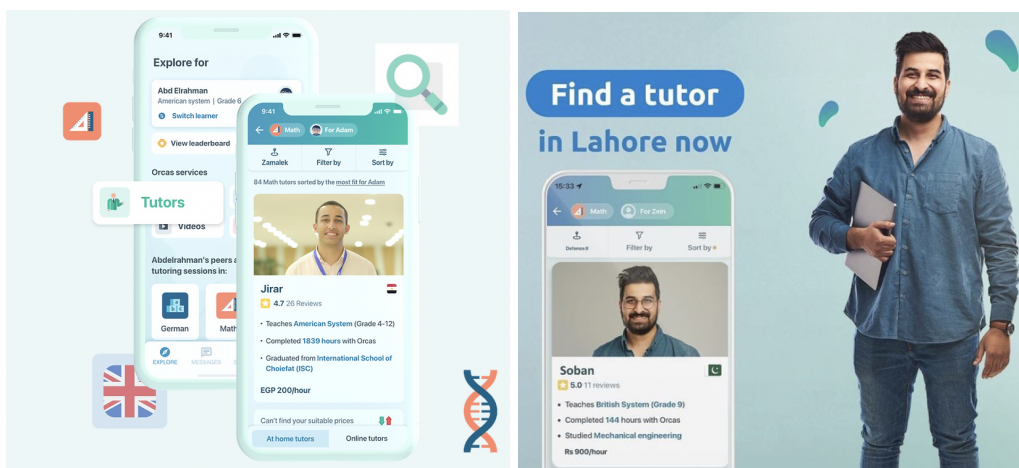 9:41
Explore for
Abd Elrahman
American system | Grade 6
Switch learner
View leaderboard
Orcas services
Tutors
Videos
Abdelrahman's peers a
tutoring sessions in:
German
Math
EXPLORE
MESSAGES
9:41
Math
For Adam
Zamalek
Filter by
Sort by
84 Math tutors sorted by the most fit for Adam
Jirar
4.7 26 Reviews
• Teaches American System (Grade 4-12)
• Completed 1839 hours with Orcas
• Graduated from International School of
Choiefat (ISC)
EGP 200/hour
Can't find your suitable prices
At home tutors
Online tutors
Find a tutor
in Lahore now
15:33
Math
For Zein
Defence 8
Filter by
Sort by
Soban
5.0 11 reviews
• Teaches British System (Grade 9)
• Completed 144 hours with Orcas
• Studied Mechanical engineering
Rs 900/hour